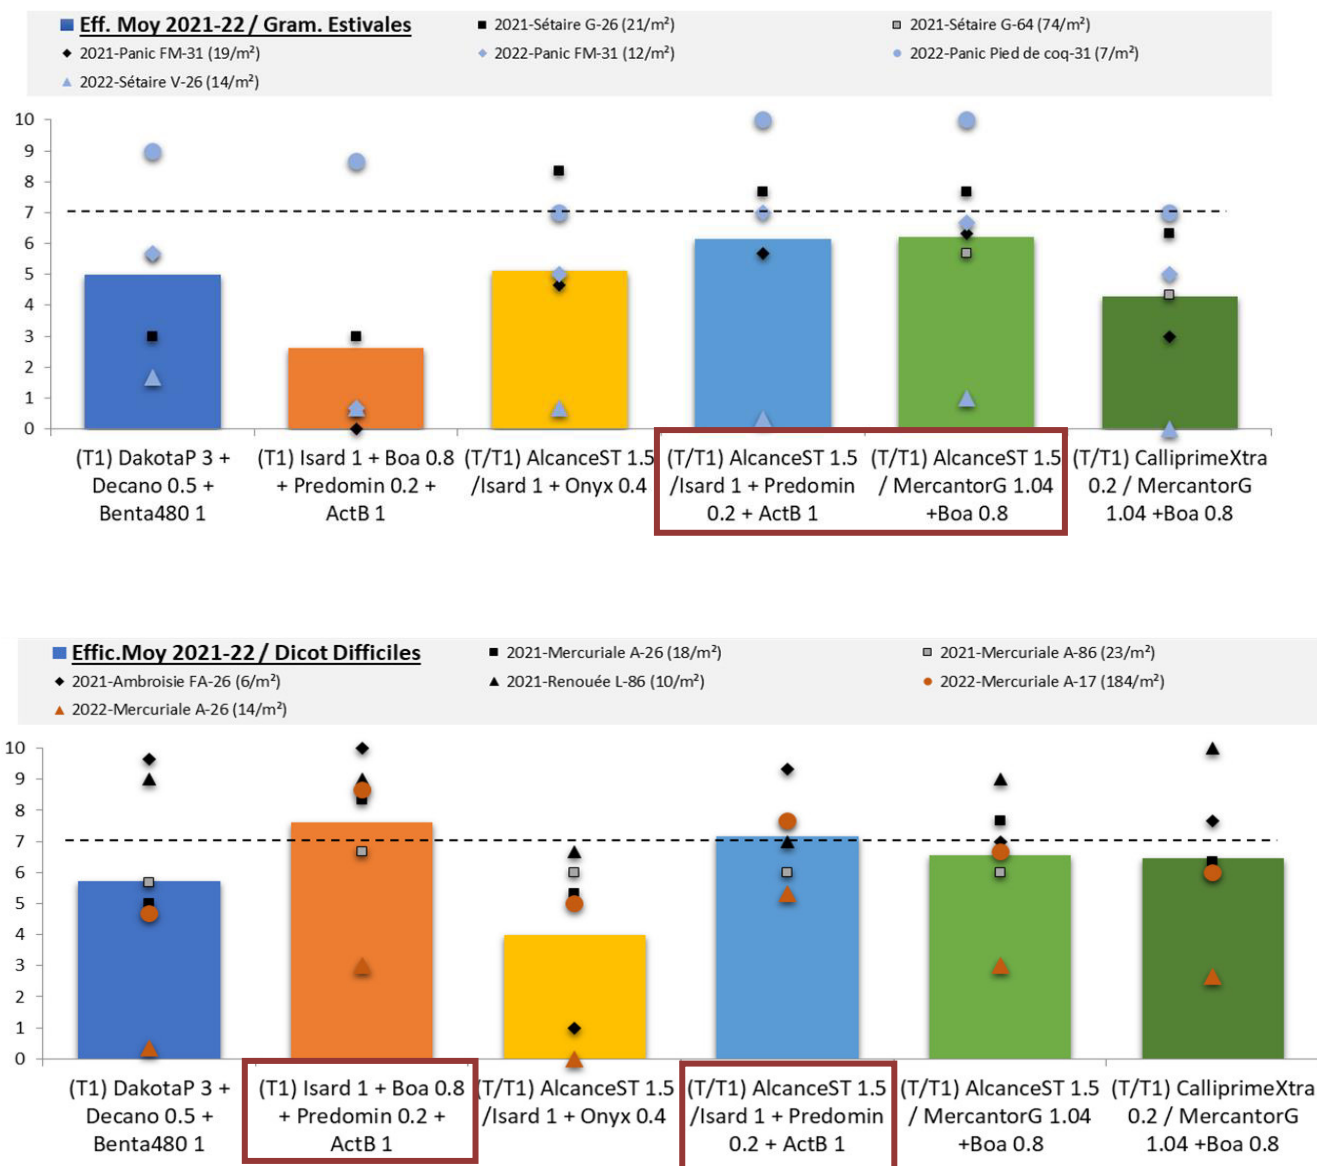 Eff. Moy 2021-22 / Gram. Estivales
2021-Sétaire G-26 (21/m²)
2021-Sétaire G-64 (74/m²)
2021-Panic FM-31 (19/m²)
2022-Panic FM-31 (12/m²)
2022-Panic Pied de coq-31 (7/m²)
2022-Sétaire V-26 (14/m²)
10
9
8
7
6
5
4
3
2
1
0
(T1) DakotaP 3 +
Decano 0.5 +
Benta480 1
(T1) Isard 1 + Boa 0.8
+ Predomin 0.2 +
ActB 1
(T/T1) AlcanceST 1.5
/Isard 1 + Onyx 0.4
(T/T1) AlcanceST 1.5
/Isard 1 + Predomin
0.2 + ActB 1
(T/T1) AlcanceST 1.5
/ MercantorG 1.04
+Boa 0.8
(T/T1) CalliprimeXtra
0.2 / MercantorG
1.04 +Boa 0.8
Effic.Moy 2021-22 / Dicot Difficiles
2021-Mercuriale A-26 (18/m²)
2021-Mercuriale A-86 (23/m²)
2021-Ambroisie FA-26 (6/m²)
2021-Renouée L-86 (10/m²)
2022-Mercuriale A-17 (184/m²)
2022-Mercuriale A-26 (14/m²)
10
9
8
7
6
5
4
3
2
1
0
(T1) DakotaP 3 +
Decano 0.5 +
Benta480 1
(T1) Isard 1 + Boa 0.8
+ Predomin 0.2 +
ActB 1
(T/T1) AlcanceST 1.5
/Isard 1 + Onyx 0.4
(T/T1) AlcanceST 1.5
/Isard 1 + Predomin
0.2 + ActB 1
(T/T1) AlcanceST 1.5
/ MercantorG 1.04
+Boa 0.8
(T/T1) CalliprimeXtra
0.2 / MercantorG
1.04 +Boa 0.8